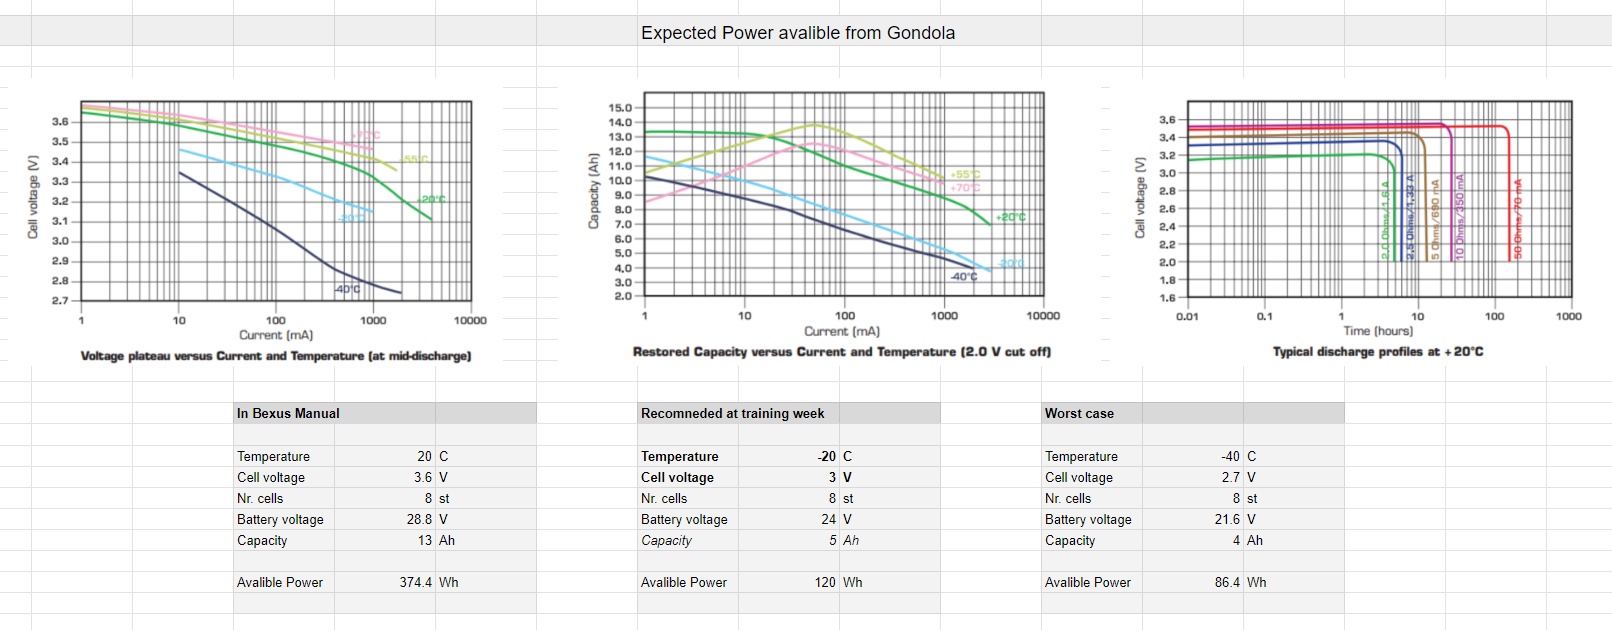 Expected Power avalible from Gondola
Cell voltage (V)
3.6
3.5
3.4
3.3
3.2
3.1
3.0
2.9
2.8
2.7
+70°C
+55°C
+20°C
-20°C
-40°C
1 10 100 1000 10000
Current (mA)
Voltage plateau versus Current and Temperature (at mid-discharge)
Capacity (Ah)
15.0
14.0
13.0
12.0
11.0
10.0
9.0
8.0
7.0
6.0
5.0
4,0
3.0
2.0
+55°C
+70°C
+20°C
-20°C
-40°C
1 10 100 1000 10000
Current (mA)
Restored Capacity versus Current and Temperature (2.0 V cut off)
Cell voltage (V)
3,6
3,4
3,2
3,0
2,8
2,6
2,4
2,2
2,0
1,8
1,6
2,0 Ohms/1,6 A
2,5 Ohms/1,33 A
5 Ohms/690 mA
10 Ohms/350 mA
50 Ohms/70 mA
0.01 0.1 1 10 100 1000
Time (hours)
Typical discharge profiles at +20°C
In Bexus Manual
Temperature 20 C
Cell voltage 3.6 V
Nr. cells 8 st
Battery voltage 28.8 V
Capacity 13 Ah
Avalible Power 374.4 Wh
Recomneded at training week
Temperature -20 C
Cell voltage 3 V
Nr. cells 8 st
Battery voltage 24 V
Capacity 5 Ah
Avalible Power 120 Wh
Worst case
Temperature -40 C
Cell voltage 2.7 V
Nr. cells 8 st
Battery voltage 21.6 V
Capacity 4 Ah
Avalible Power 86.4 Wh